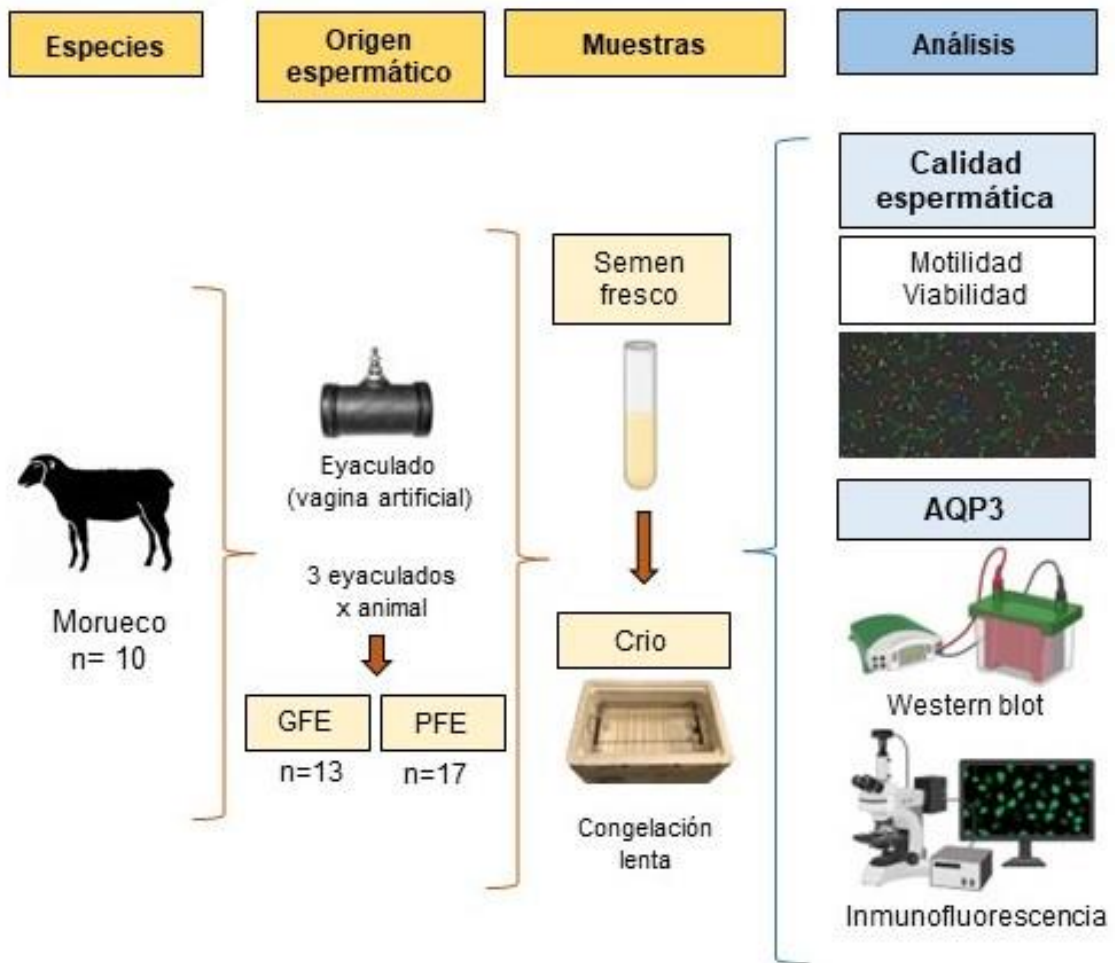 Especies
Origen
espermático
Muestras
Análisis
Morueco
n= 10
Eyaculado
(vagina artificial)
3 eyaculados
x animal
GFE
PFE
n=13
n=17
Semen
fresco
Crio
Congelación
lenta
Calidad
espermática
Motilidad
Viabilidad
AQP3
Western blot
Inmunofluorescencia